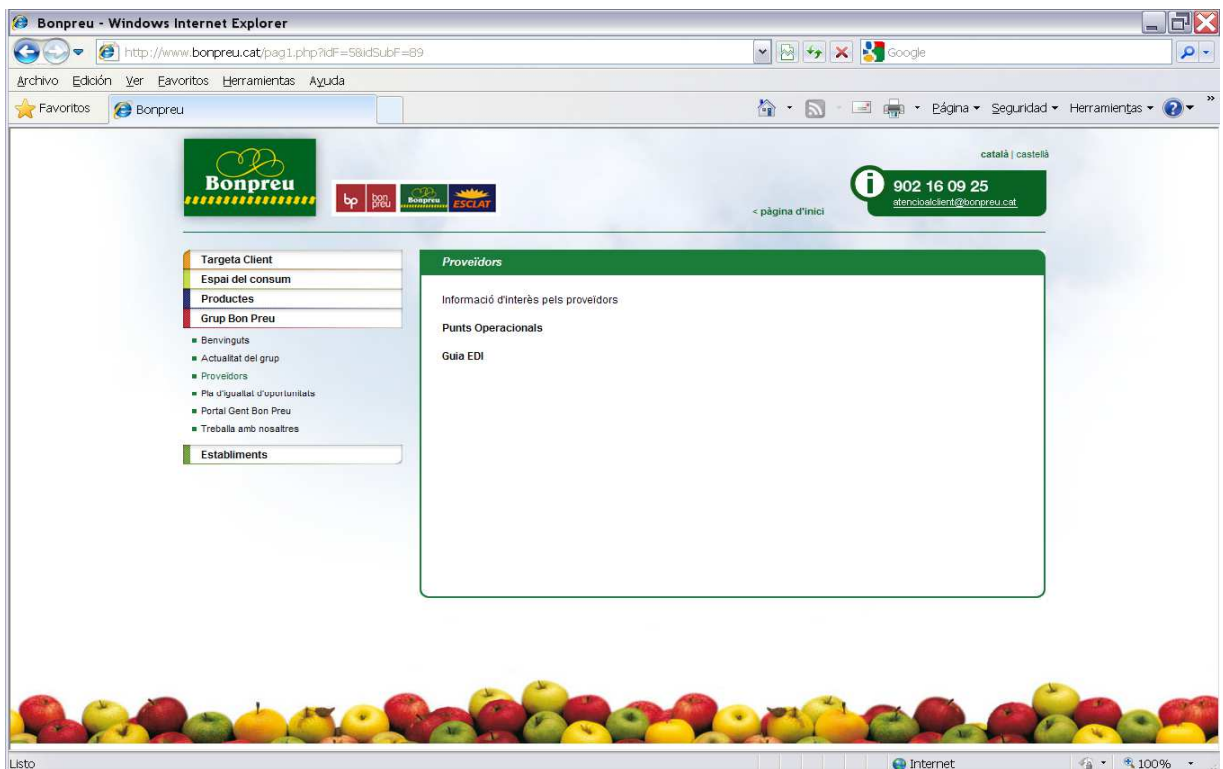 Bonpreu - Windows Internet Explorer
http://www.bonpreu.cat/pag1.php?idF=5&idSubF=89
Google
Archivo Edición Ver Favoritos Herramientas Ayuda
Favoritos Bonpreu Página Seguridad Herramientas »
català | castellà
Bonpreu
bp bon preu Bonpreu ESCLAT
< pàgina d'inici
i 902 16 09 25
atencioalclient@bonpreu.cat
Targeta Client
Espai del consum
Productes
Grup Bon Preu
Benvinguts
Actualitat del grup
Proveïdors
Pla d'igualtat d'oportunitats
Portal Gent Bon Preu
Treballa amb nosaltres
Establiments
Proveïdors
Informació d'interès pels proveïdors
Punts Operacionals
Guia EDI
Listo Internet 100%